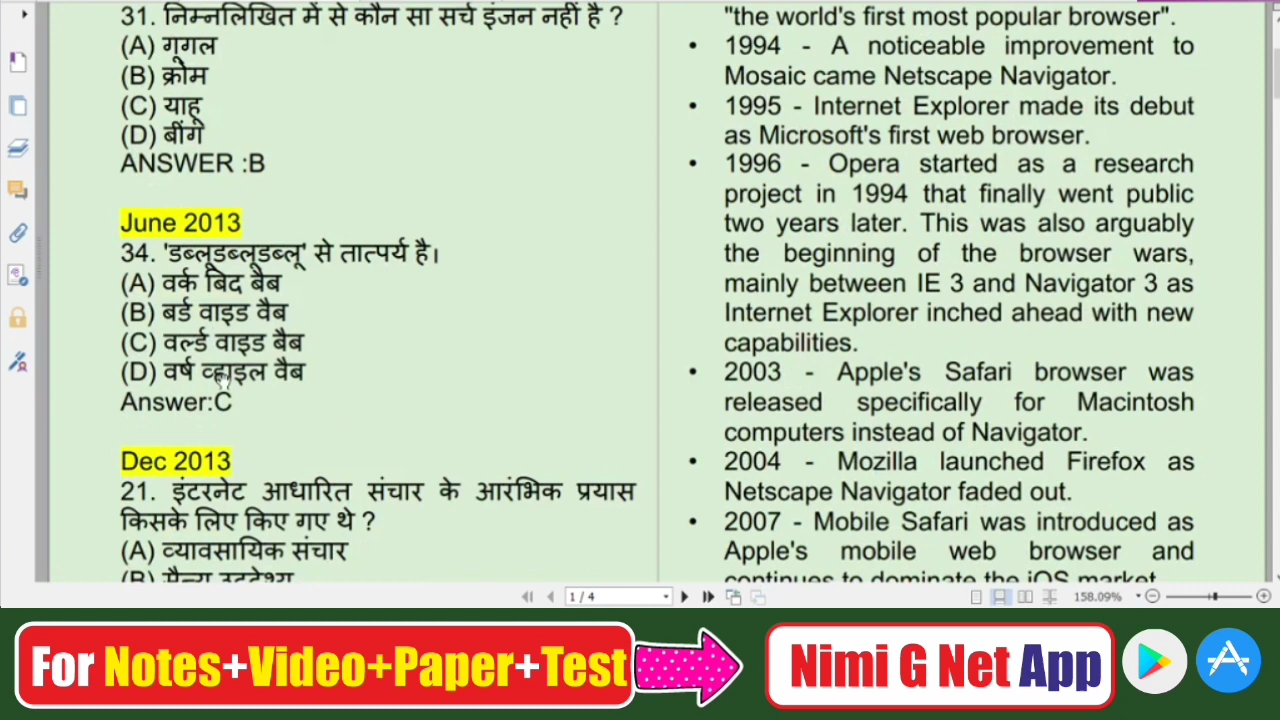 31. निम्नलिखित में से कौन सा सर्च इंजन नहीं है ?
(A) गूगल
(B) क्रोम
(C) याहू
(D) बींग
ANSWER :B
June 2013
34. 'डब्लूडब्लूडब्लू' से तात्पर्य है।
(A) वर्क बिद बैब
(B) बर्ड वाइड वैब
(C) वर्ल्ड वाइड बैब
(D) वर्ष व्हाइल वैब
Answer:C
Dec 2013
21. इंटरनेट आधारित संचार के आरंभिक प्रयास
किसके लिए किए गए थे ?
(A) व्यावसायिक संचार
(B) सैन्य उद्देश्य
"the world's first most popular browser".
• 1994 - A noticeable improvement to
Mosaic came Netscape Navigator.
• 1995 - Internet Explorer made its debut
as Microsoft's first web browser.
• 1996 - Opera started as a research
project in 1994 that finally went public
two years later. This was also arguably
the beginning of the browser wars,
mainly between IE 3 and Navigator 3 as
Internet Explorer inched ahead with new
capabilities.
• 2003 - Apple's Safari browser was
released specifically for Macintosh
computers instead of Navigator.
• 2004 - Mozilla launched Firefox as
Netscape Navigator faded out.
• 2007 - Mobile Safari was introduced as
Apple's mobile web browser and
continues to dominate the iOS market.
1 / 4
158.09%
For Notes+Video+Paper+Test
Nimi G Net App